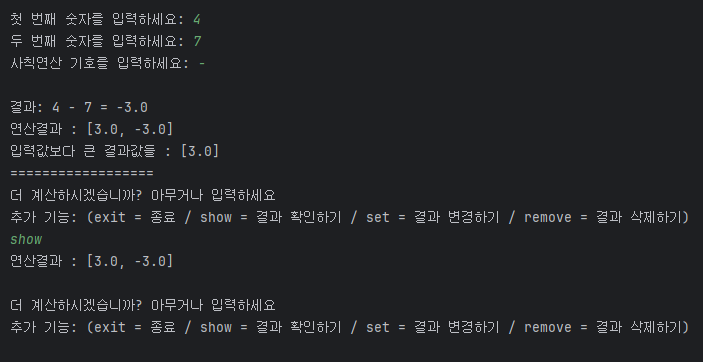 첫 번째 숫자를 입력하세요: 4
두 번째 숫자를 입력하세요: 7
사칙연산 기호를 입력하세요: -
결과: 4 - 7 = -3.0
연산결과 : [3.0, -3.0]
입력값보다 큰 결과값들 : [3.0]
==================
더 계산하시겠습니까? 아무거나 입력하세요
추가 기능: (exit = 종료 / show = 결과 확인하기 / set = 결과 변경하기 / remove = 결과 삭제하기)
show
연산결과 : [3.0, -3.0]
더 계산하시겠습니까? 아무거나 입력하세요
추가 기능: (exit = 종료 / show = 결과 확인하기 / set = 결과 변경하기 / remove = 결과 삭제하기)